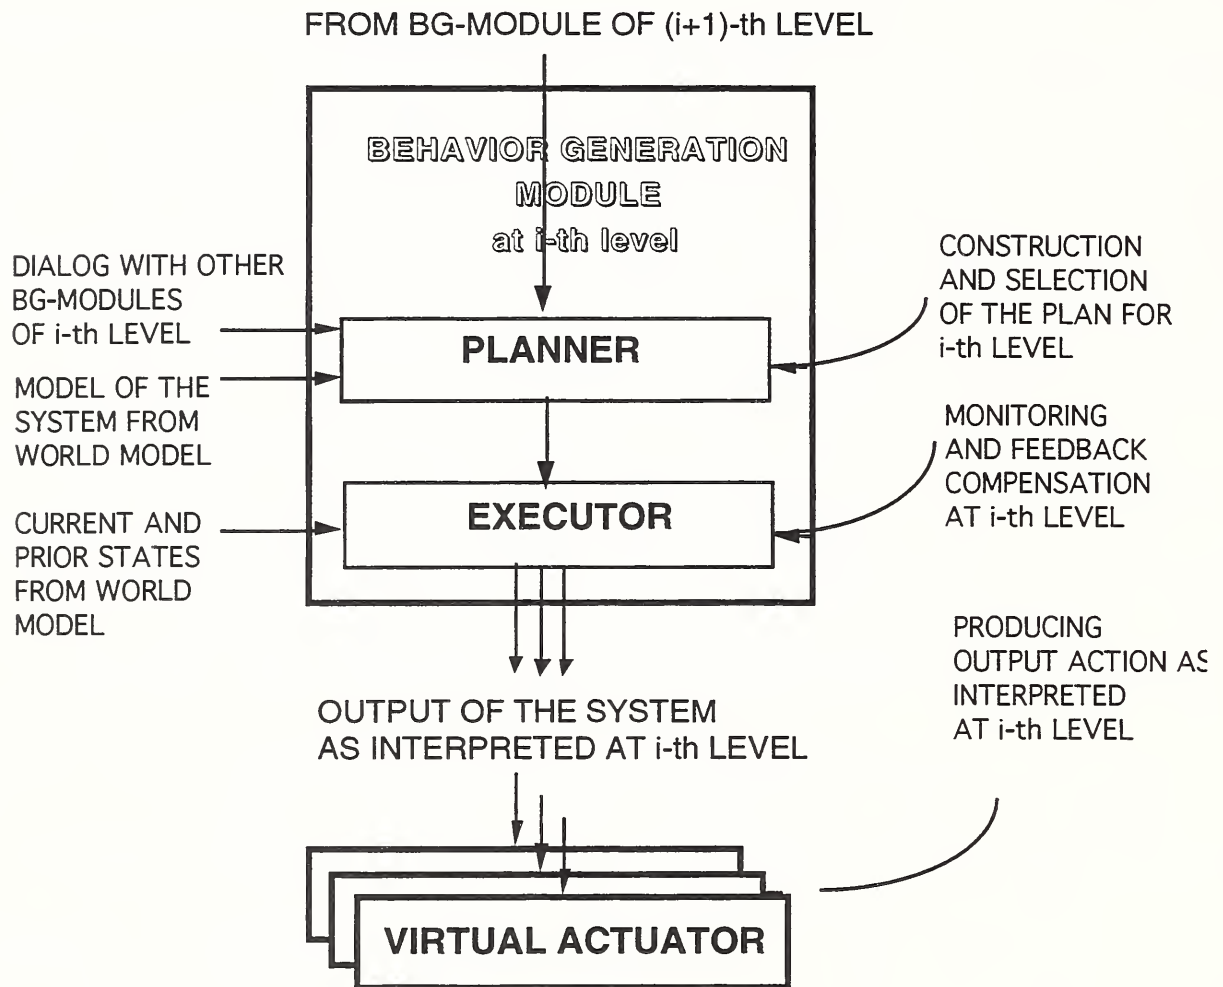 FROM BG-MODULE OF (i+1)-th LEVEL
BEHAVIOR GENERATION
MODULE
at i-th level
DIALOG WITH OTHER
BG-MODULES
OF i-th LEVEL
MODEL OF THE
SYSTEM FROM
WORLD MODEL
CURRENT AND
PRIOR STATES
FROM WORLD
MODEL
PLANNER
EXECUTOR
CONSTRUCTION
AND SELECTION
OF THE PLAN FOR
i-th LEVEL
MONITORING
AND FEEDBACK
COMPENSATION
AT i-th LEVEL
PRODUCING
OUTPUT ACTION AS
INTERPRETED
AT i-th LEVEL
OUTPUT OF THE SYSTEM
AS INTERPRETED AT i-th LEVEL
VIRTUAL ACTUATOR